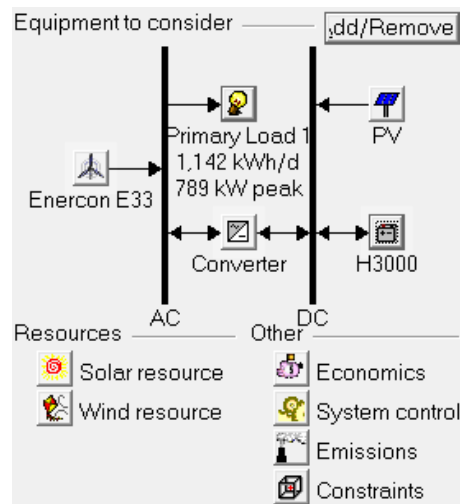 Equipment to consider
dd/Remove
Primary Load 1
1,142 kWh/d
789 kW peak
PV
Enercon E33
Converter
H3000
AC
DC
Resources
Other
Solar resource
Economics
Wind resource
System control
Emissions
Constraints